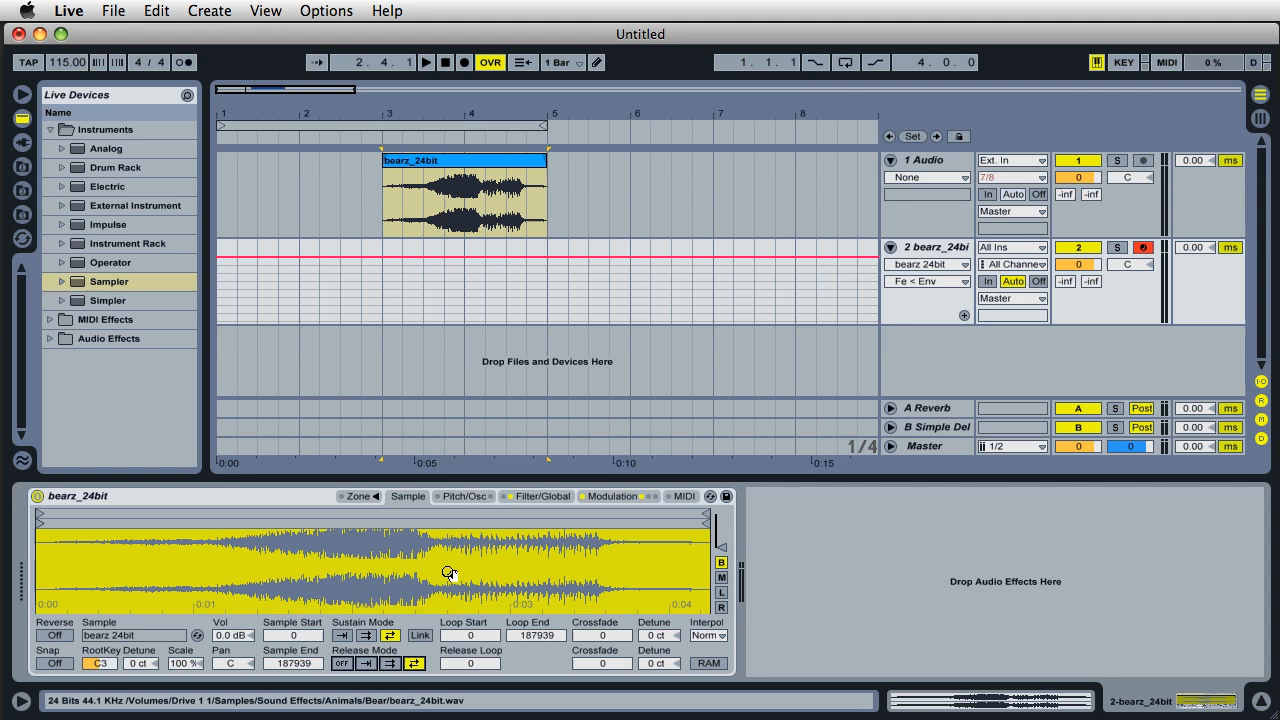 Live File Edit Create View Options Help
Untitled
TAP 115.00 4 / 4 2. 4. 1 OVR 1 Bar 1. 1. 1 4. 0. 0 KEY MIDI 0 % D
Live Devices
Name
Instruments
Analog
Drum Rack
Electric
External Instrument
Impulse
Instrument Rack
Operator
Sampler
Simpler
MIDI Effects
Audio Effects
1 2 3 4 5 6 7 8
Set
bearz_24bit
1 Audio Ext. In 1 S 0.00 ms
None 7/8 0 C
In Auto Off -inf -inf
Master
2 bearz_24bi All Ins 2 S 0.00 ms
bearz 24bit All Channe 0 C
Fe < Env In Auto Off -inf -inf
Master
Drop Files and Devices Here
A Reverb A S Post 0.00 ms
B Simple Del B S Post 0.00 ms
1/4 Master 1/2 0 0 0.00 ms
0:00 0:05 0:10 0:15
bearz_24bit Zone Sample Pitch/Osc Filter/Global Modulation MIDI
B
M
L
R
0:00 0:01 0:03 0:04
Drop Audio Effects Here
Reverse Sample Vol Sample Start Sustain Mode Loop Start Loop End Crossfade Detune Interpol
Off bearz 24bit 0.0 dB 0 Link 0 187939 0 0 ct Norm
Snap RootKey Detune Scale Pan Sample End Release Mode Release Loop Crossfade Detune
Off C3 0 ct 100 % C 187939 OFF 0 0 0 ct RAM
24 Bits 44.1 KHz /Volumes/Drive 1 1/Samples/Sound Effects/Animals/Bear/bearz_24bit.wav
2-bearz_24bit